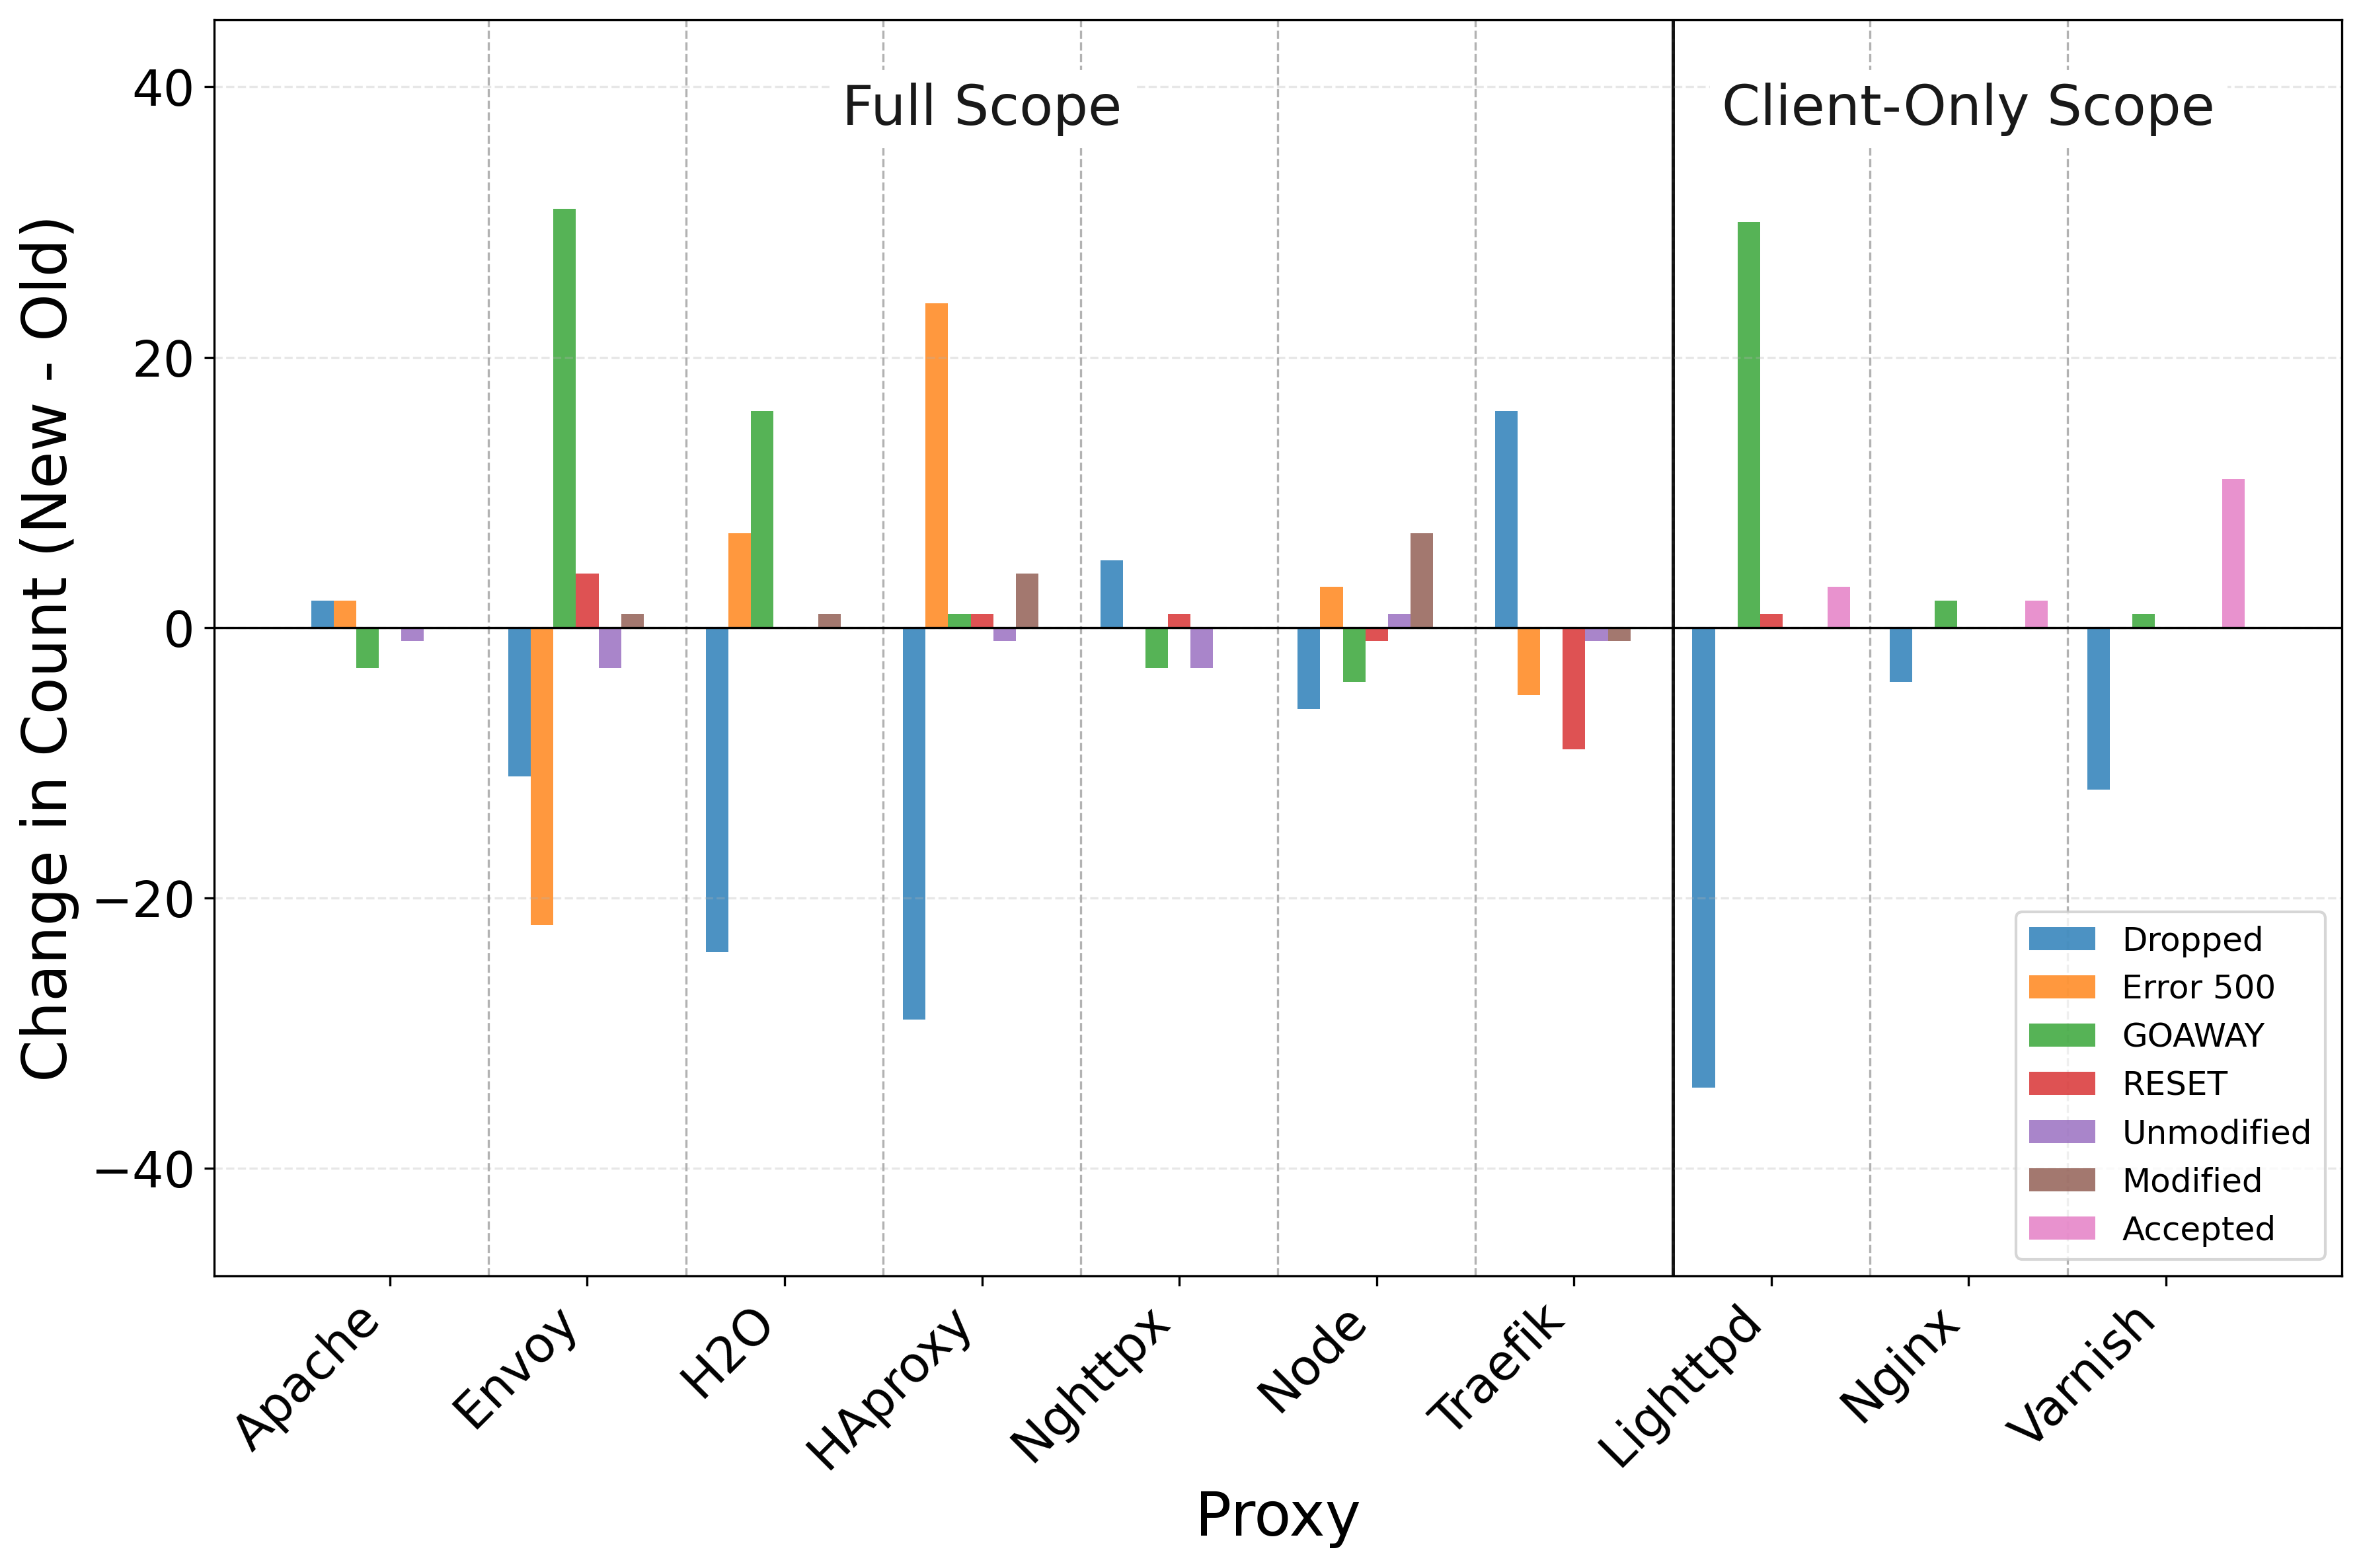 Change in Count (New - Old)
40
20
0
−20
−40
Full Scope
Client-Only Scope
Dropped
Error 500
GOAWAY
RESET
Unmodified
Modified
Accepted
Apache
Envoy
H2O
HAproxy
Nghttpx
Node
Traefik
Lighttpd
Nginx
Varnish
Proxy